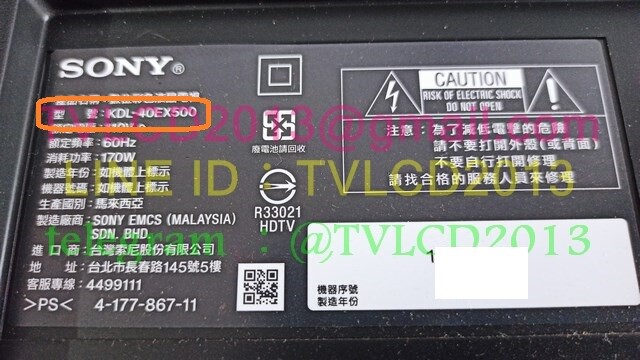 SONY®
型　號：KDL-40EX500
額定頻率：60Hz
消耗功率：170W
製造年份：如機體上標示
機器號碼：如機體上標示
生產國別：馬來西亞
製造廠商：SONY EMCS (MALAYSIA)
SDN. BHD.
進 口 商：台灣索尼股份有限公司
地　　址：台北市長春路145號5樓
客服專線：4499111
>PS<　4-177-867-11
廢電池請回收
R33021
HDTV
CAUTION
RISK OF ELECTRIC SHOCK
DO NOT OPEN
注意：為了減低電擊的危險
請不要打開外殼(或背面)
不要自行打開修理
請找合格的服務人員來修理
機器序號
製造年份
TVLCD2013@gmail.com
LINE ID : TVLCD2013
telegram : @TVLCD2013